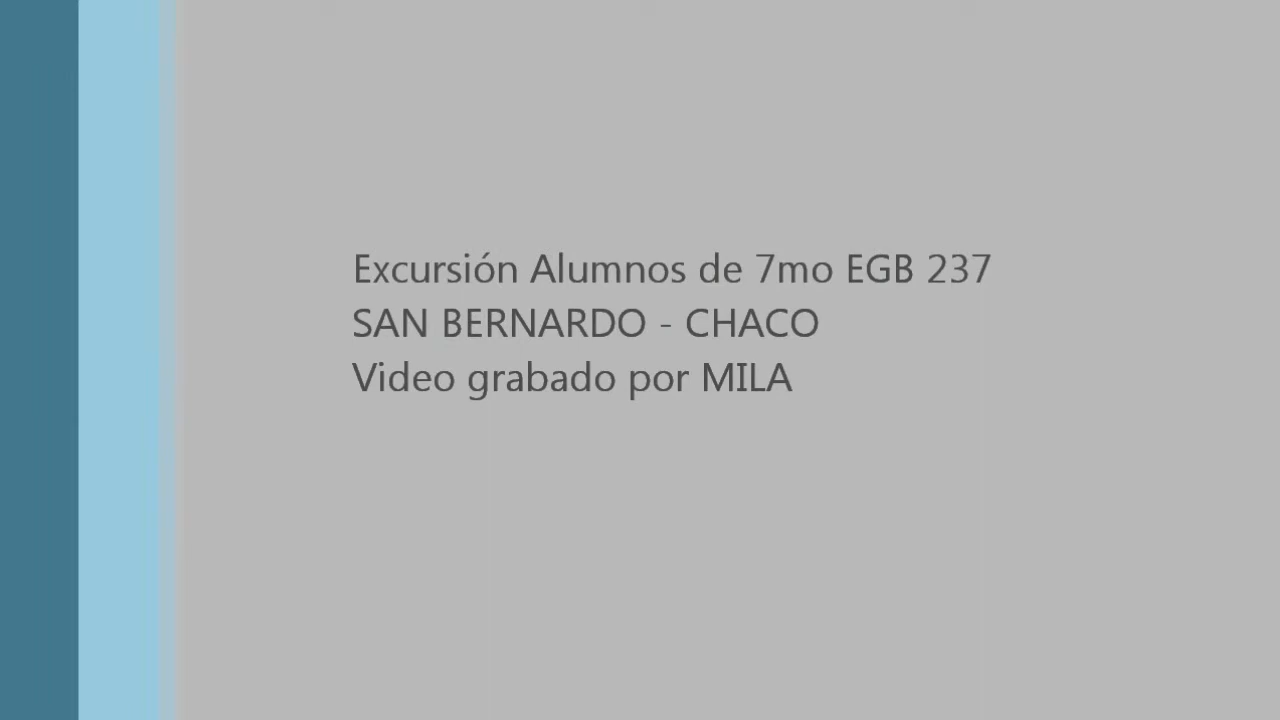 Excursión Alumnos de 7mo EGB 237
SAN BERNARDO - CHACO
Video grabado por MILA